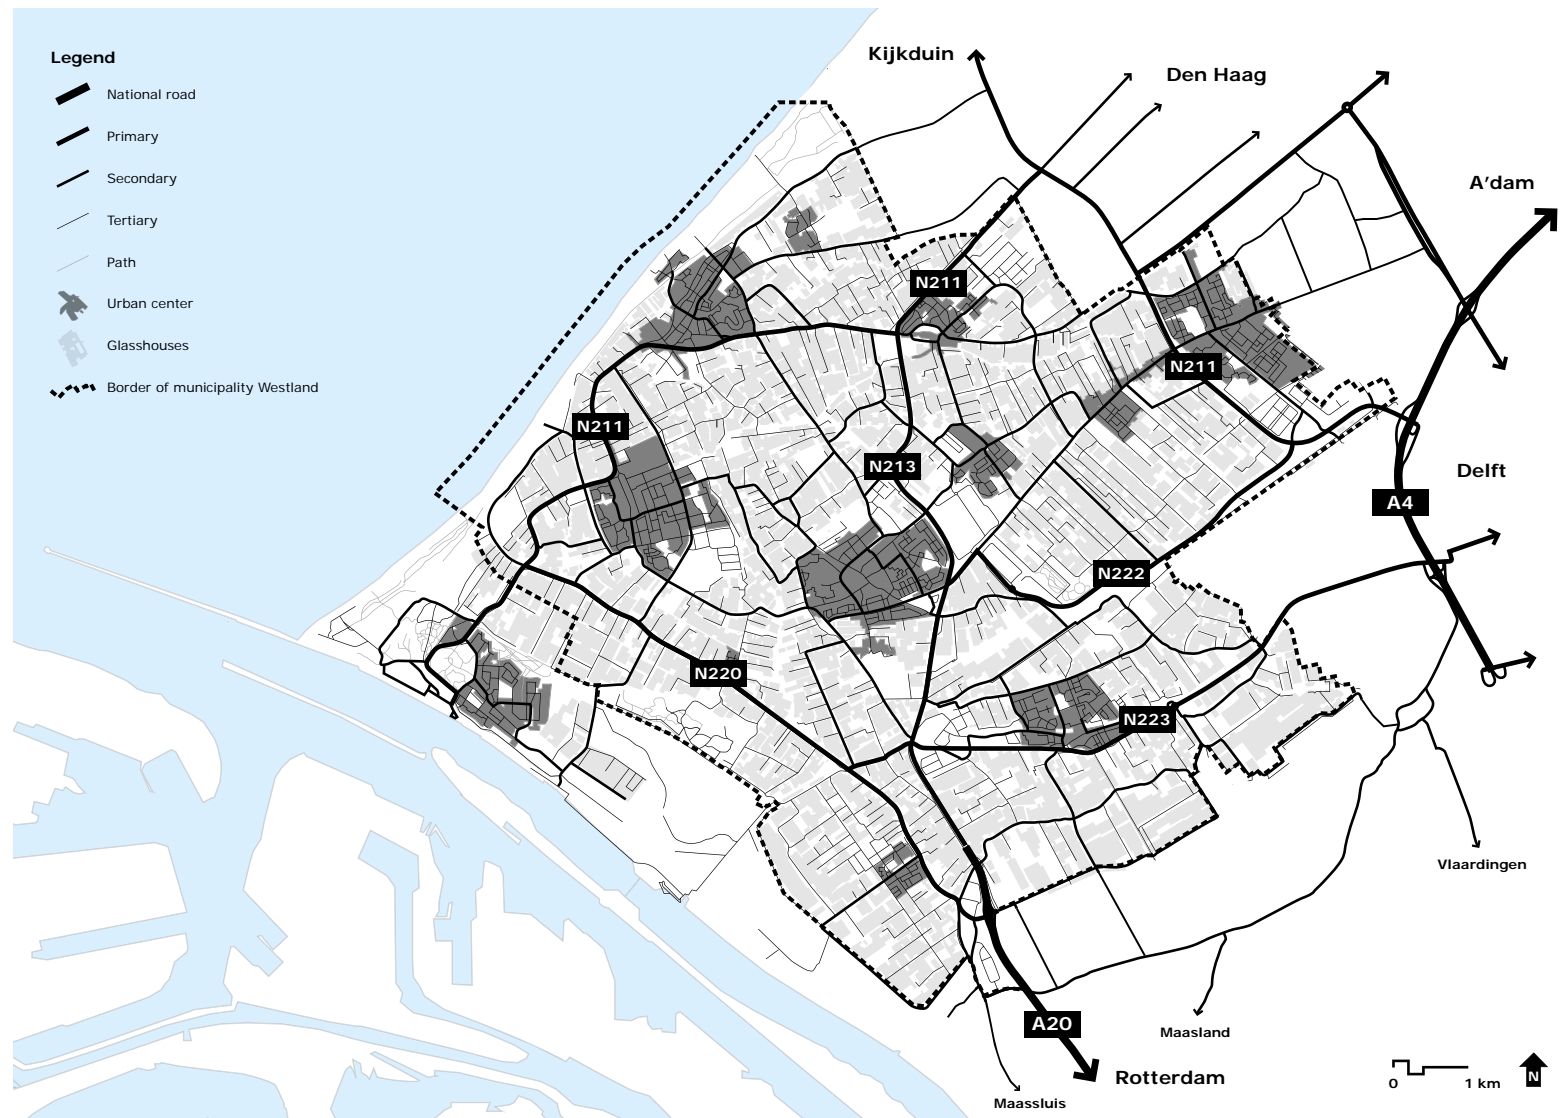 Legend
National road
Primary
Secondary
Tertiary
Path
Urban center
Glasshouses
Border of municipality Westland
Kijkduin
Den Haag
A'dam
N211
N211
N211
N213
Delft
A4
N222
N220
N223
Vlaardingen
A20
Maasland
Rotterdam
Maassluis
0 1 km
N